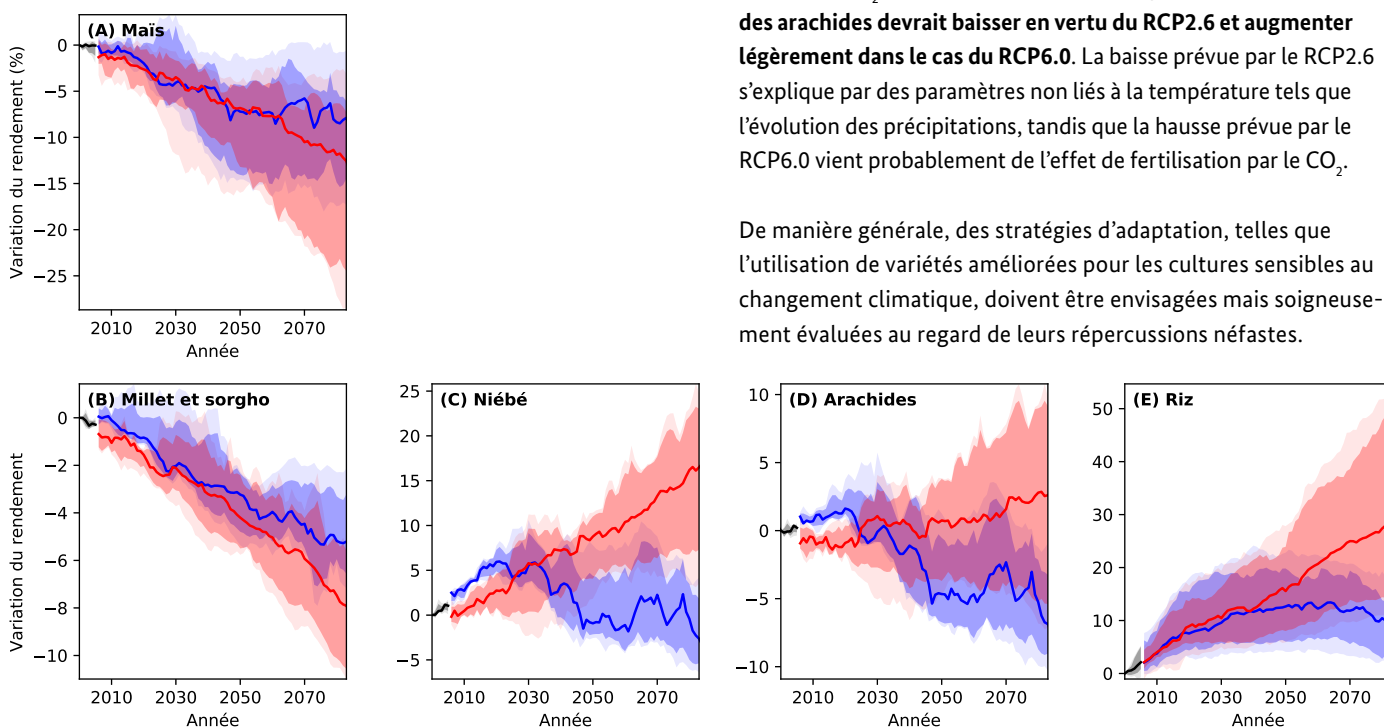 2
des arachides devrait baisser en vertu du RCP2.6 et augmenter
légèrement dans le cas du RCP6.0. La baisse prévue par le RCP2.6
s'explique par des paramètres non liés à la température tels que
l'évolution des précipitations, tandis que la hausse prévue par le
RCP6.0 vient probablement de l'effet de fertilisation par le CO₂.
De manière générale, des stratégies d'adaptation, telles que
l'utilisation de variétés améliorées pour les cultures sensibles au
changement climatique, doivent être envisagées mais soigneuse-
ment évaluées au regard de leurs répercussions néfastes.
(A) Maïs
Variation du rendement (%)
0
−5
−10
−15
−20
−25
2010 2030 2050 2070
Année
(B) Millet et sorgho
Variation du rendement
0
−2
−4
−6
−8
−10
2010 2030 2050 2070
Année
(C) Niébé
25
20
15
10
5
0
−5
2010 2030 2050 2070
Année
(D) Arachides
10
5
0
−5
−10
2010 2030 2050 2070
Année
(E) Riz
50
40
30
20
10
0
2010 2030 2050 2070
Année